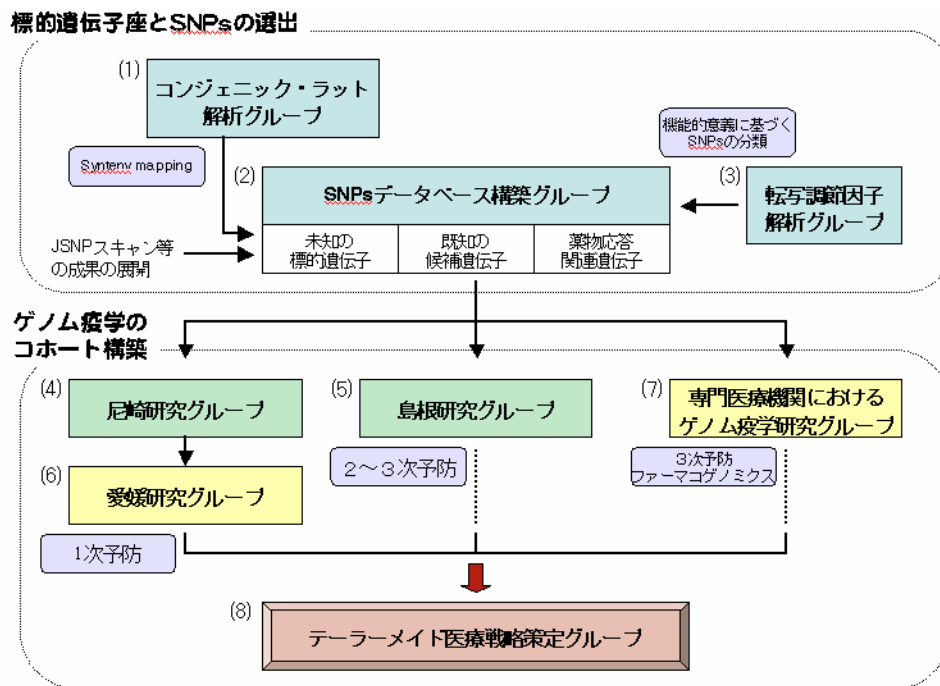 標的遺伝子座とSNPsの選出
(1)
コンジェニック・ラット
解析グループ
Synteny mapping
機能的意義に基づく
SNPsの分類
(2)
SNPsデータベース構築グループ
(3)
転写調節因子
解析グループ
未知の
標的遺伝子
既知の
候補遺伝子
薬物応答
関連遺伝子
JSNPスキャン等
の成果の展開
ゲノム疫学の
コホート構築
(4)
尼崎研究グループ
(5)
島根研究グループ
(7)
専門医療機関における
ゲノム疫学研究グループ
(6)
愛媛研究グループ
2～3次予防
3次予防
ファーマコゲノミクス
1次予防
(8)
テーラーメイド医療戦略策定グループ